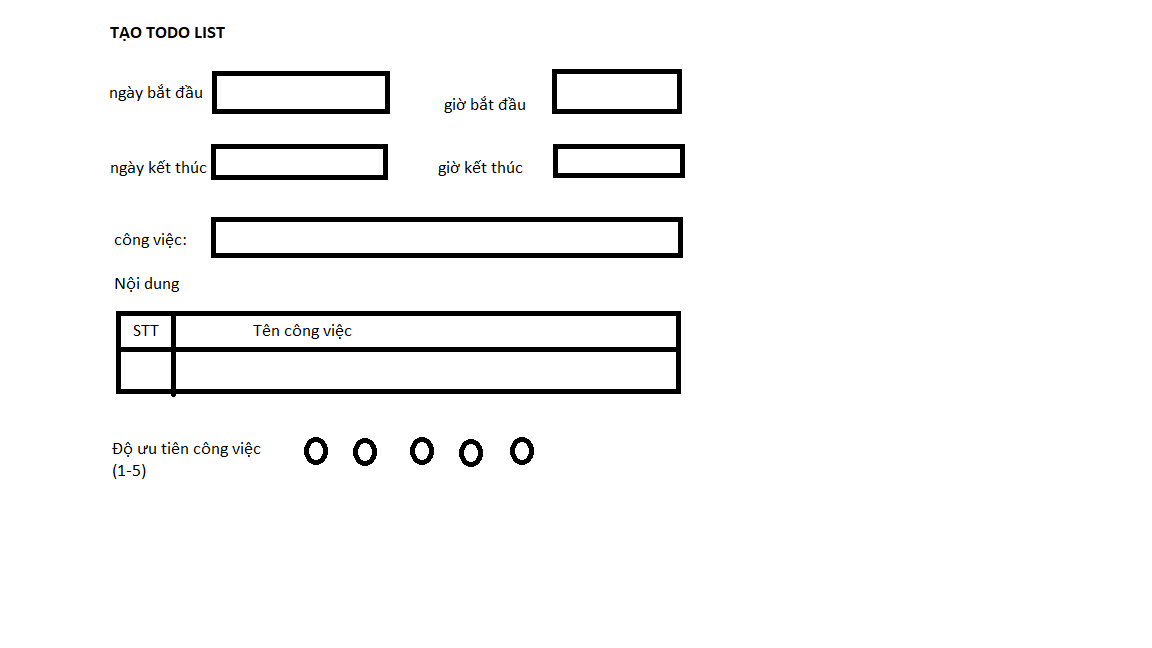 TẠO TODO LIST
ngày bắt đầu
giờ bắt đầu
ngày kết thúc
giờ kết thúc
công việc:
Nội dung
STT Tên công việc
Độ ưu tiên công việc
(1-5)